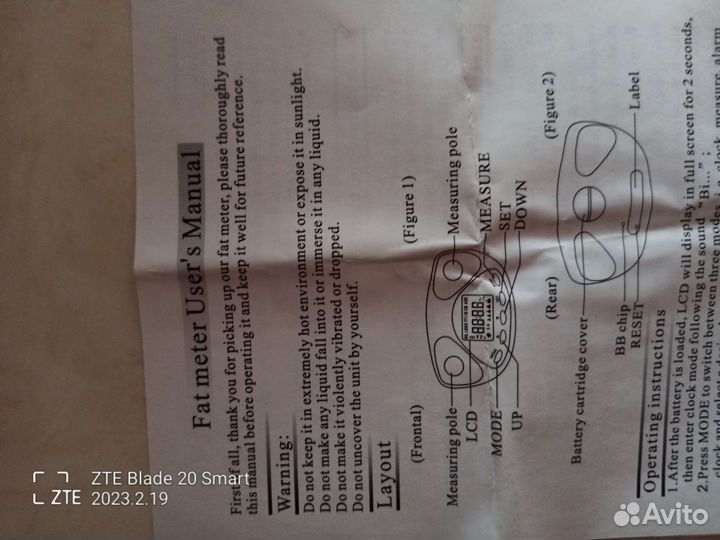 Fat meter User's Manual
First of all, thank you for picking up our fat meter, please thoroughly read
this manual before operating it and keep it well for future reference.
Warning:
Do not keep it in extremely hot environment or expose it in sunlight.
Do not make any liquid fall into it or immerse it in any liquid.
Do not make it violently vibrated or dropped.
Do not uncover the unit by yourself.
Layout
(Frontal)
(Figure 1)
Measuring pole
Measuring pole
LCD
MEASURE
MODE
SET
UP
DOWN
(Rear)
(Figure 2)
Battery cartridge cover
BB chip
Label
RESET
Operating instructions
1.After the battery is loaded, LCD will display in full screen for 2 seconds,
then enter clock mode following the sound “Bi...” ;
2.Press MODE to switch between three modes, i.e. clock, measure, alarm
ZTE Blade 20 Smart
ZTE 2023.2.19
Avito